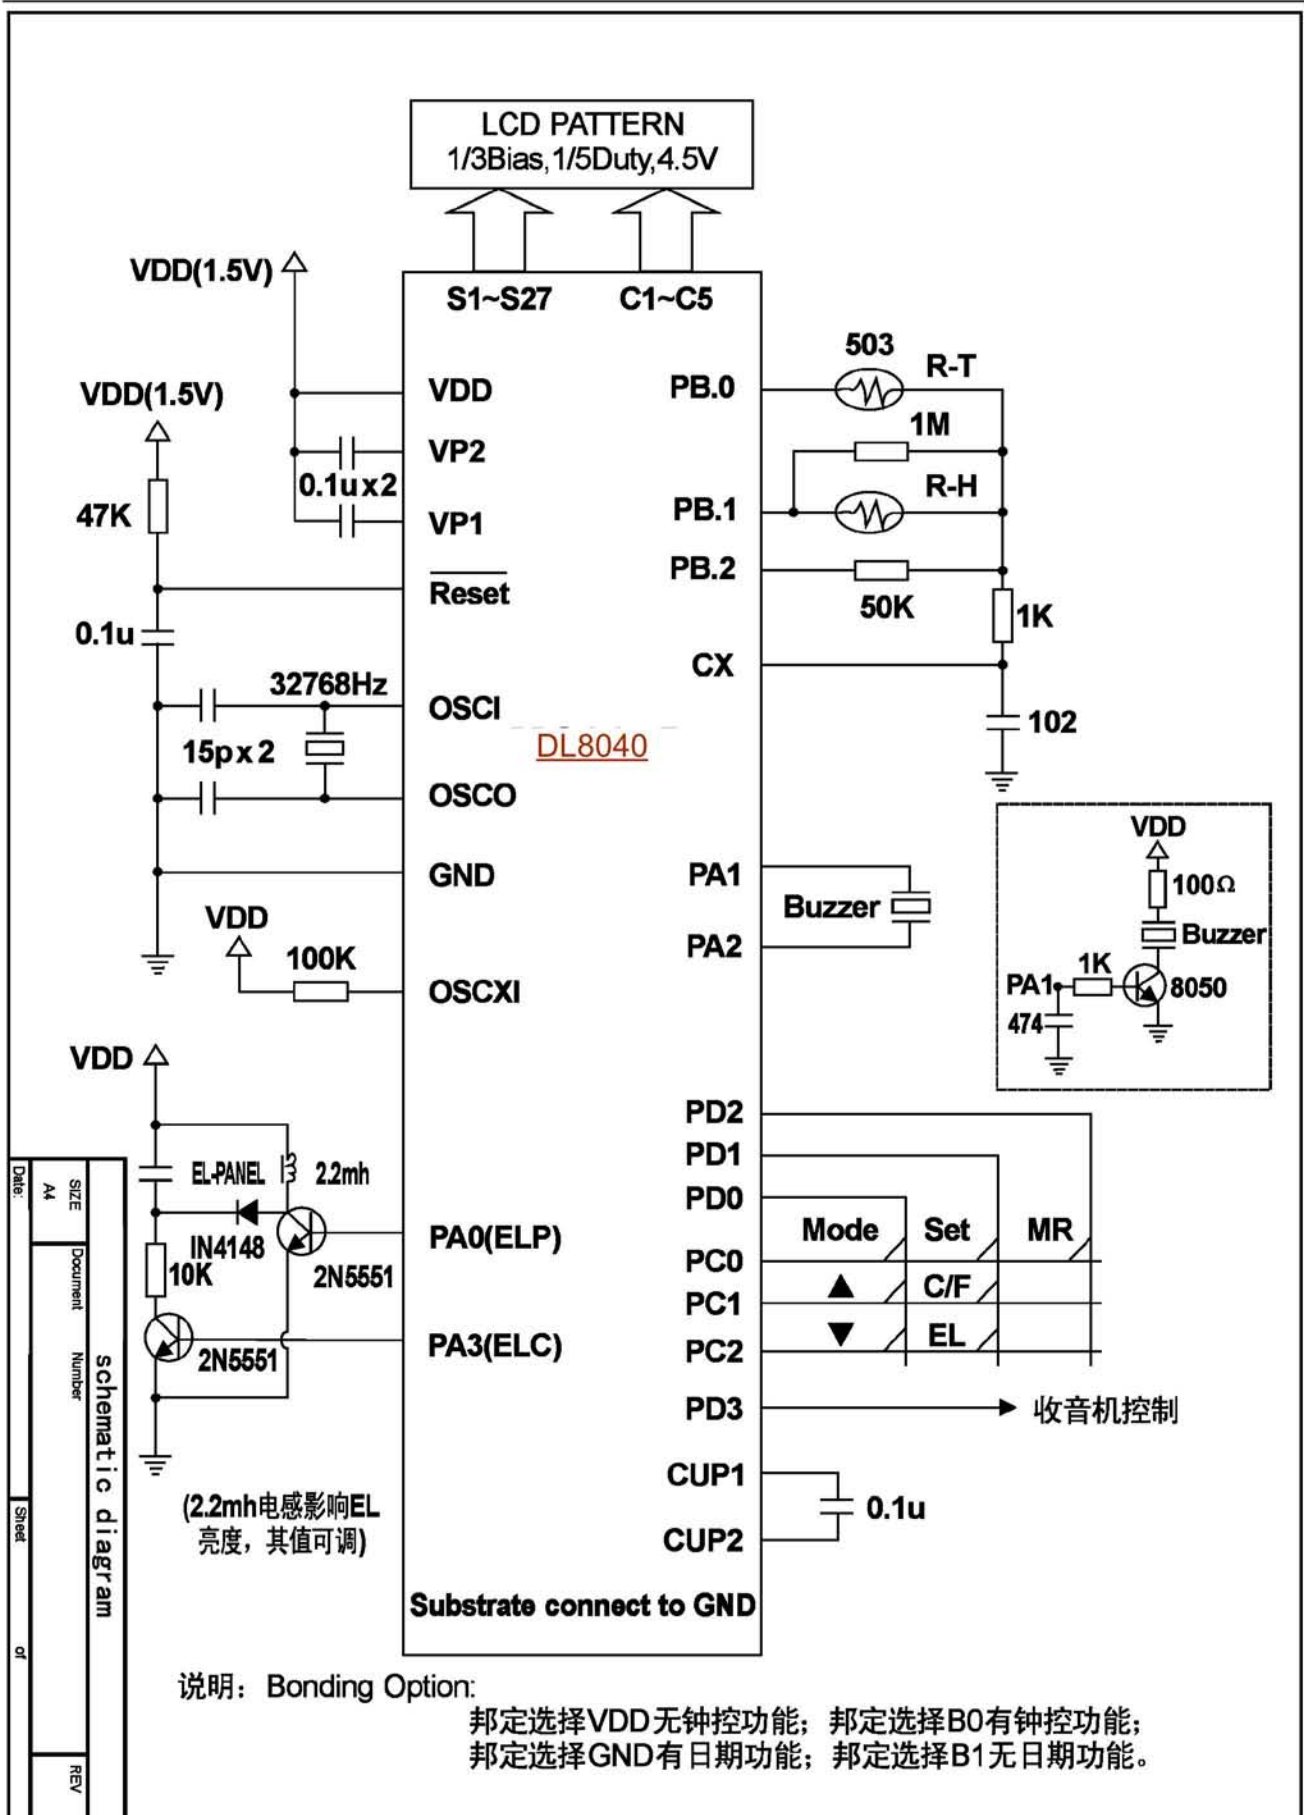 LCD PATTERN
1/3Bias,1/5Duty,4.5V
S1~S27
C1~C5
VDD(1.5V)
VDD(1.5V)
47K
0.1u
0.1ux2
32768Hz
15px2
VDD
100K
VDD
VP2
VP1
Reset
OSCI
OSCO
GND
OSCXI
PA0(ELP)
PA3(ELC)
DL8040
PB.0
PB.1
PB.2
CX
PA1
PA2
PD2
PD1
PD0
PC0
PC1
PC2
PD3
CUP1
CUP2
503
R-T
1M
R-H
50K
1K
102
Buzzer
VDD
100Ω
Buzzer
1K
PA1
8050
474
Mode
Set
MR
▲
C/F
▼
EL
收音机控制
0.1u
VDD
EL-PANEL
2.2mh
IN4148
10K
2N5551
2N5551
(2.2mh电感影响EL
亮度，其值可调)
Substrate connect to GND
schematic diagram
SIZE
A4
Document Number
REV
Date:
Sheet of
说明：Bonding Option:
邦定选择VDD无钟控功能；邦定选择B0有钟控功能；
邦定选择GND有日期功能；邦定选择B1无日期功能。